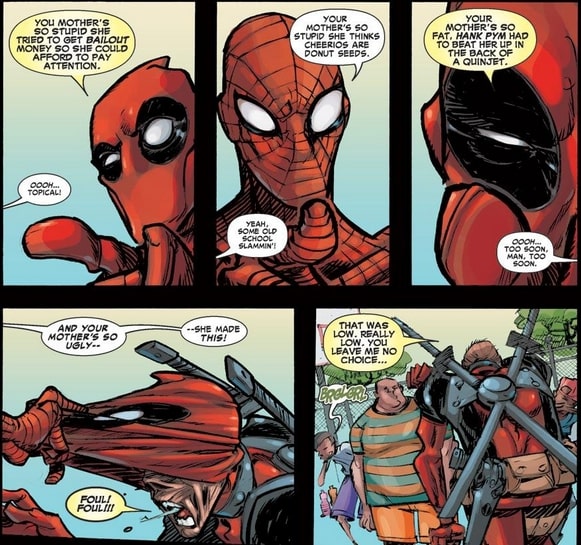 YOU MOTHER'S
SO STUPID SHE
TRIED TO GET BAILOUT
MONEY SO SHE COULD
AFFORD TO PAY
ATTENTION.
OOOH...
TOPICAL!
YOUR
MOTHER'S SO
STUPID SHE THINKS
CHEERIOS ARE
DONUT SEEDS.
YEAH,
SOME OLD
SCHOOL
SLAMMIN'!
YOUR
MOTHER'S SO
FAT, HANK PYM HAD
TO BEAT HER UP IN
THE BACK OF
A QUINJET.
OOOH...
TOO SOON,
MAN, TOO
SOON.
AND YOUR
MOTHER'S SO
UGLY--
--SHE MADE
THIS!
FOUL!
FOUL!!!
THAT WAS
LOW. REALLY
LOW. YOU
LEAVE ME NO
CHOICE...